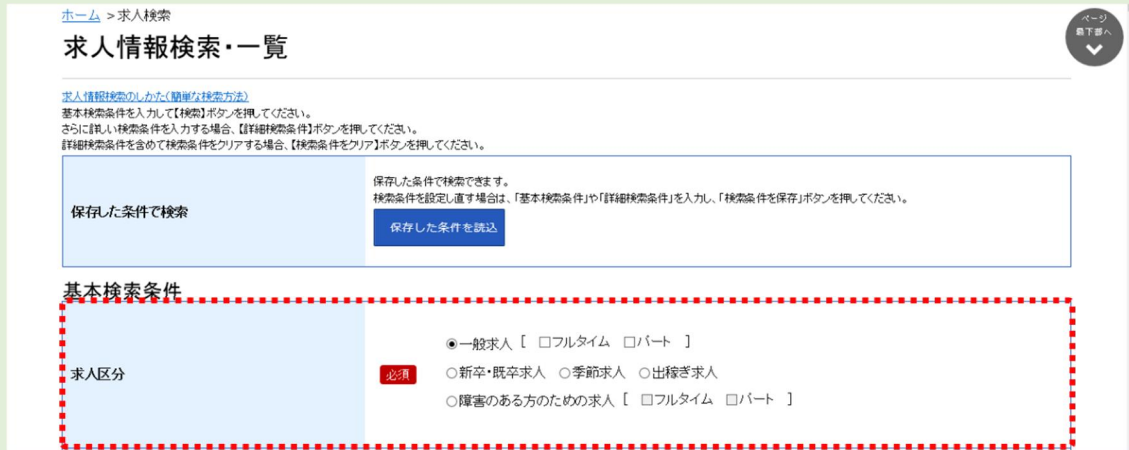 ホーム >求人検索
ページ
最下部へ
求人情報検索・一覧
求人情報検索のしかた(簡単な検索方法)
基本検索条件を入力して【検索】ボタンを押してください。
さらに詳しい検索条件を入力する場合、【詳細検索条件】ボタンを押してください。
詳細検索条件を含めて検索条件をクリアする場合、【検索条件をクリア】ボタンを押してください。
保存した条件で検索
保存した条件で検索できます。
検索条件を設定し直す場合は、「基本検索条件」や「詳細検索条件」を入力し、「検索条件を保存」ボタンを押してください。
保存した条件を読込
基本検索条件
求人区分
必須
一般求人 [ フルタイム パート ]
新卒・既卒求人 季節求人 出稼ぎ求人
障害のある方のための求人 [ フルタイム パート ]